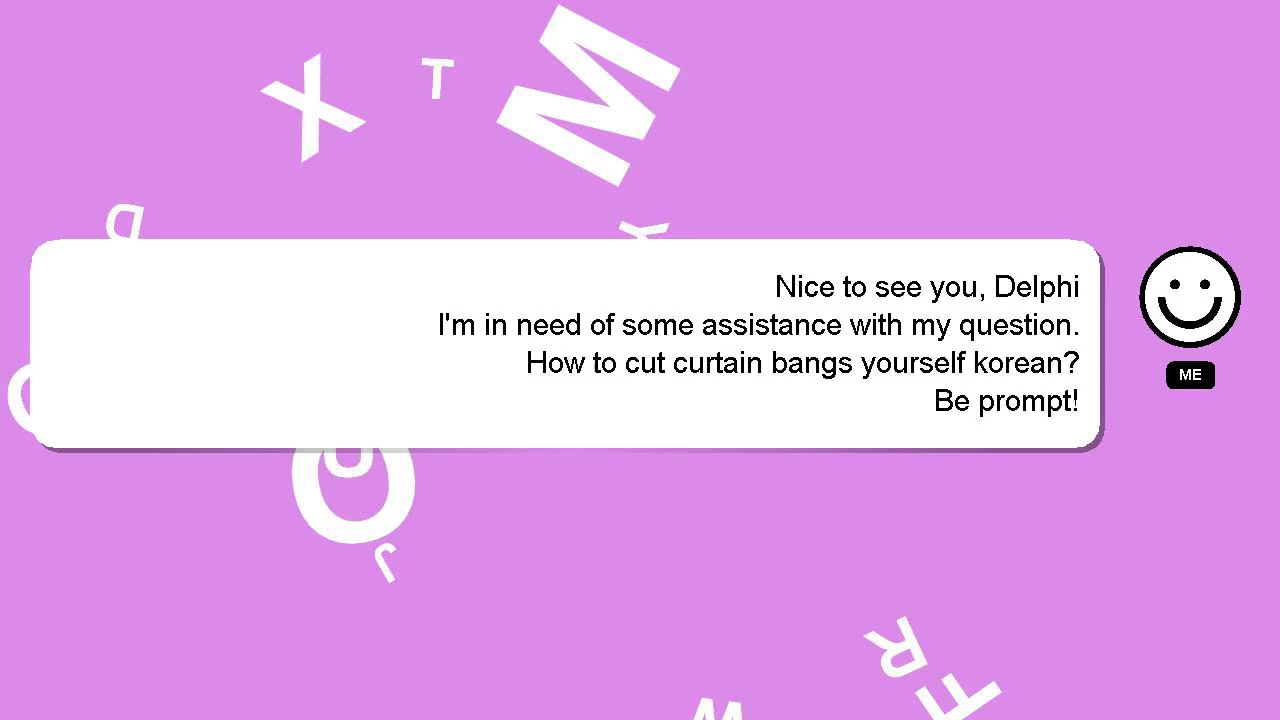 X
T
M
D
Y
Nice to see you, Delphi
I'm in need of some assistance with my question.
How to cut curtain bangs yourself korean?
Be prompt!
ME
O
J
R
F
W